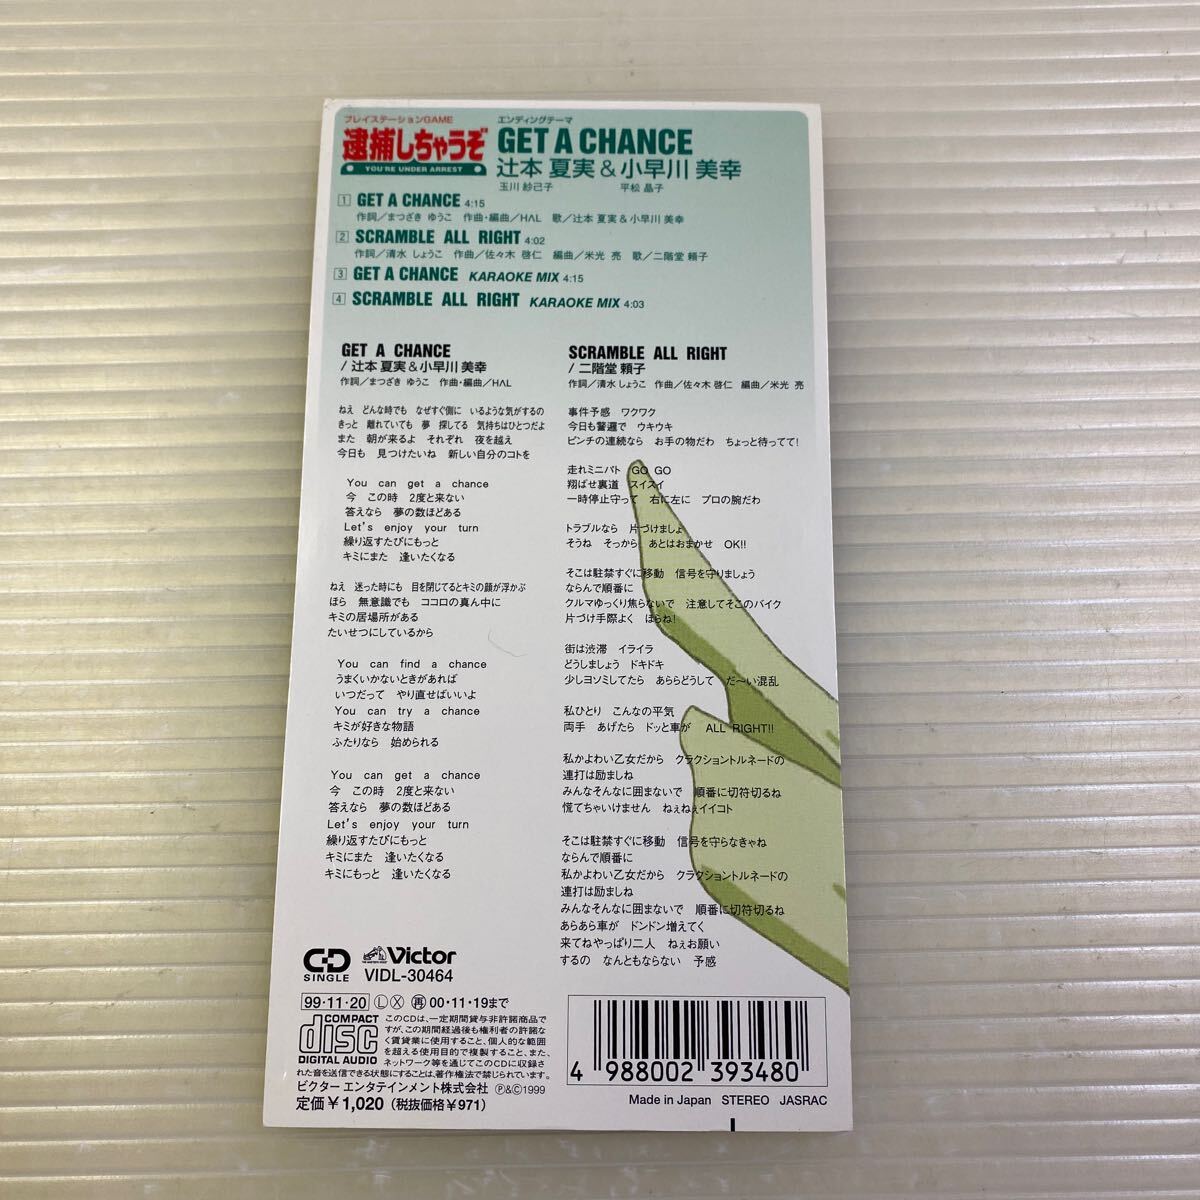 プレイステーションGAME
逮捕しちゃうぞ
YOU'RE UNDER ARREST
エンディングテーマ
GET A CHANCE
辻本 夏実&小早川 美幸
玉川 紗己子 平松 晶子
1 GET A CHANCE 4:15
作詞/まつざき ゆうこ 作曲・編曲/HΛL 歌/辻本 夏実&小早川 美幸
2 SCRAMBLE ALL RIGHT 4:02
作詞/清水 しょうこ 作曲/佐々木 啓仁 編曲/米光 亮 歌/二階堂 頼子
3 GET A CHANCE KARAOKE MIX 4:15
4 SCRAMBLE ALL RIGHT KARAOKE MIX 4:03
GET A CHANCE
/辻本 夏実&小早川 美幸
作詞/まつざき ゆうこ 作曲・編曲/HΛL
ねえ どんな時でも なぜすぐ側に いるような気がするの
きっと 離れていても 夢 探してる 気持ちはひとつだよ
また 朝が来るよ それぞれ 夜を越え
今日も 見つけたいね 新しい自分のコトを
You can get a chance
今 この時 2度と来ない
答えなら 夢の数ほどある
Let's enjoy your turn
繰り返すたびにもっと
キミにまた 逢いたくなる
ねえ 迷った時にも 目を閉じてるとキミの顔が浮かぶ
ほら 無意識でも ココロの真ん中に
キミの居場所がある
たいせつにしているから
You can find a chance
うまくいかないときがあれば
いつだって やり直せばいいよ
You can try a chance
キミが好きな物語
ふたりなら 始められる
You can get a chance
今 この時 2度と来ない
答えなら 夢の数ほどある
Let's enjoy your turn
繰り返すたびにもっと
キミにまた 逢いたくなる
キミにもっと 逢いたくなる
SCRAMBLE ALL RIGHT
/二階堂 頼子
作詞/清水 しょうこ 作曲/佐々木 啓仁 編曲/米光 亮
事件予感 ワクワク
今日も警邏で ウキウキ
ピンチの連続なら お手の物だわ ちょっと待ってて!
走れミニパト GO GO
翔ばせ裏道 スイスイ
一時停止守って 右に左に プロの腕だわ
トラブルなら 片づけましょ
そうね そっから あとはおまかせ OK!!
そこは駐禁すぐに移動 信号を守りましょう
ならんで順番に
クルマゆっくり焦らないで 注意してそこのバイク
片づけ手際よく ほらね!
街は渋滞 イライラ
どうしましょう ドキドキ
少しヨソミしてたら あららどうして だ〜い混乱
私ひとり こんなの平気
両手 あげたら ドッと車が ALL RIGHT!!
私かよわい乙女だから クラクショントルネードの
連打は励ましね
みんなそんなに囲まないで 順番に切符切るね
慌てちゃいけません ねぇねぇイイコト
そこは駐禁すぐに移動 信号を守らなきゃね
ならんで順番に
私かよわい乙女だから クラクショントルネードの
連打は励ましね
みんなそんなに囲まないで 順番に切符切るね
あらあら車が ドンドン増えてく
来てねやっぱり二人 ねぇお願い
するの なんともならない 予感
CD SINGLE
Victor
VIDL-30464
99・11・20 Ⓛ Ⓧ ㊢ 00・11・19まで
COMPACT disc DIGITAL AUDIO
このCDは、一定期間貸与非許諾商品で
すが、この期間経過後も権利者の許諾な
く賃貸業に使用すること、個人的な範囲
を超える使用目的で複製すること、また、
ネットワーク等を通じてこのCDに収録さ
れた音を送信できる状態にすることは、著作権法で禁じられています。
ビクター エンタテインメント株式会社 Ⓟ&Ⓒ1999
定価¥1,020 (税抜価格¥971)
4 988002 393480
Made in Japan STEREO JASRAC